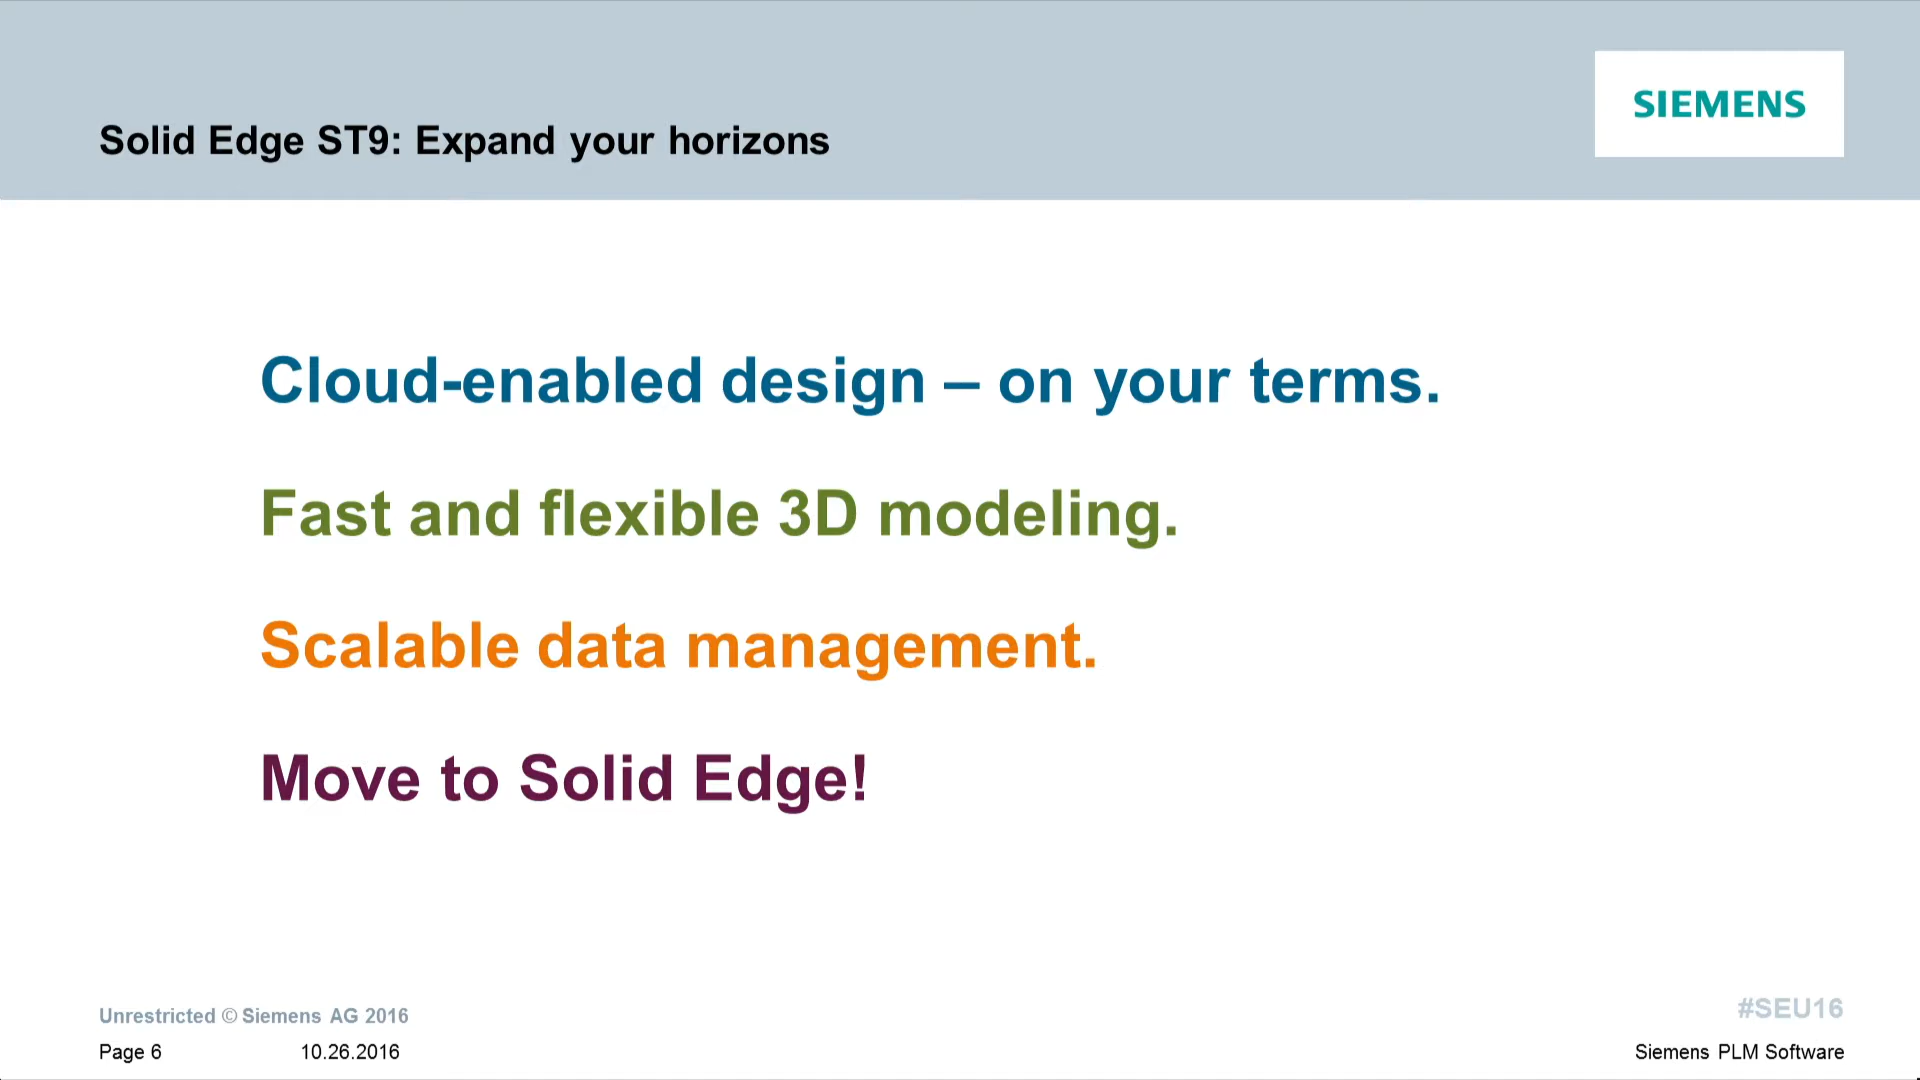 SIEMENS
Solid Edge ST9: Expand your horizons
Cloud-enabled design – on your terms.
Fast and flexible 3D modeling.
Scalable data management.
Move to Solid Edge!
Unrestricted © Siemens AG 2016
#SEU16
Page 6 10.26.2016
Siemens PLM Software